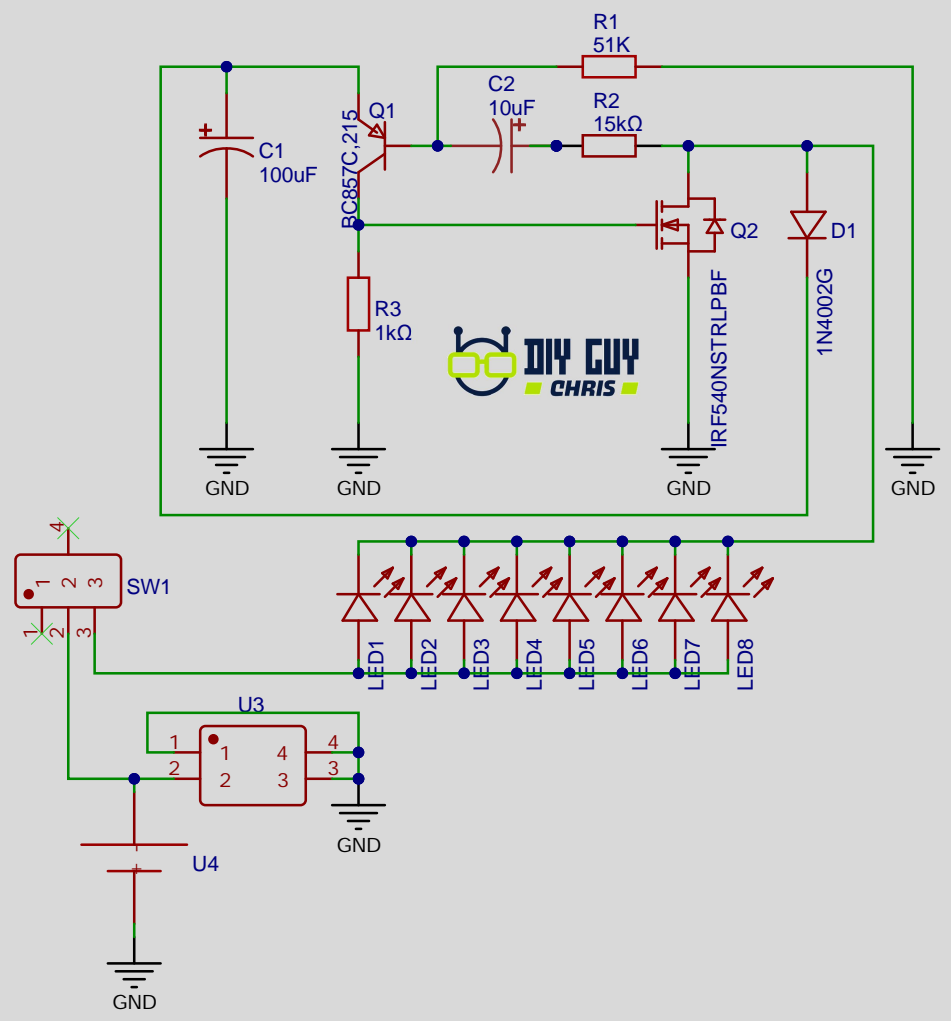 R1
51K
C2
10uF
R2
15kΩ
Q1
BC857C,215
C1
100uF
Q2
D1
R3
1kΩ
DIY GUY
CHRIS
IRF540NSTRLPBF
1N4002G
GND
GND
GND
GND
4
1 2 3
SW1
1 2 3
LED1
LED2
LED3
LED4
LED5
LED6
LED7
LED8
U3
1 1 4 4
2 2 3 3
GND
U4
GND